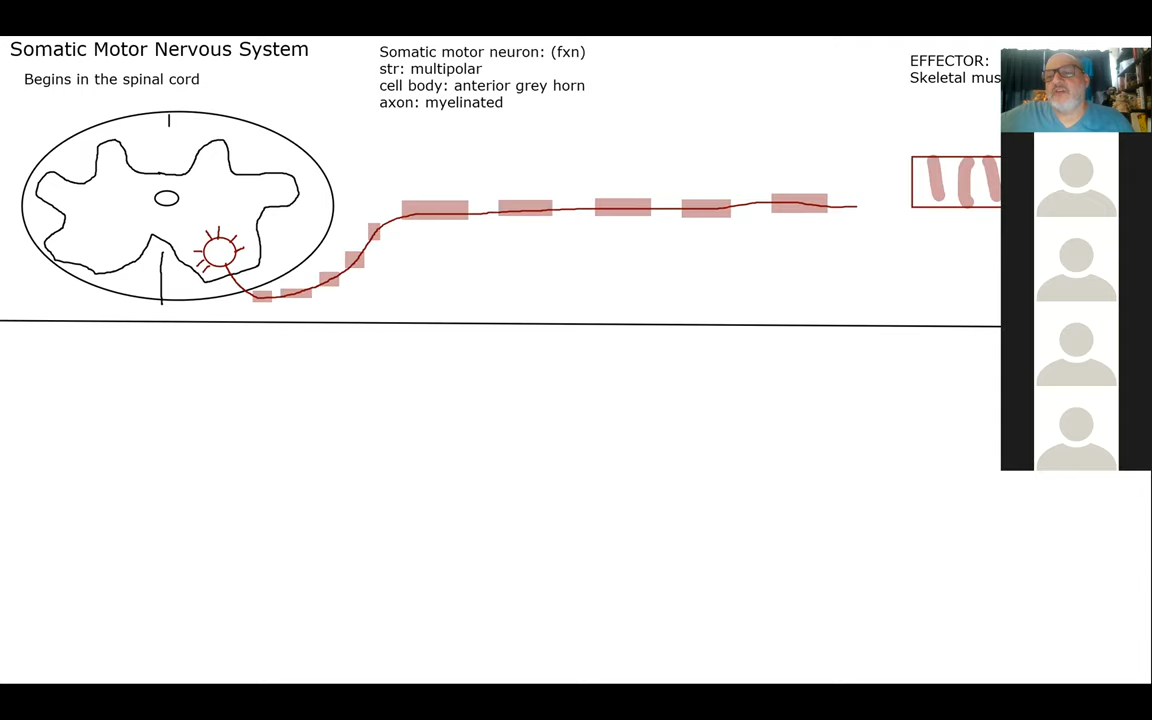 Somatic Motor Nervous System
Begins in the spinal cord
Somatic motor neuron: (fxn)
str: multipolar
cell body: anterior grey horn
axon: myelinated
EFFECTOR:
Skeletal mus